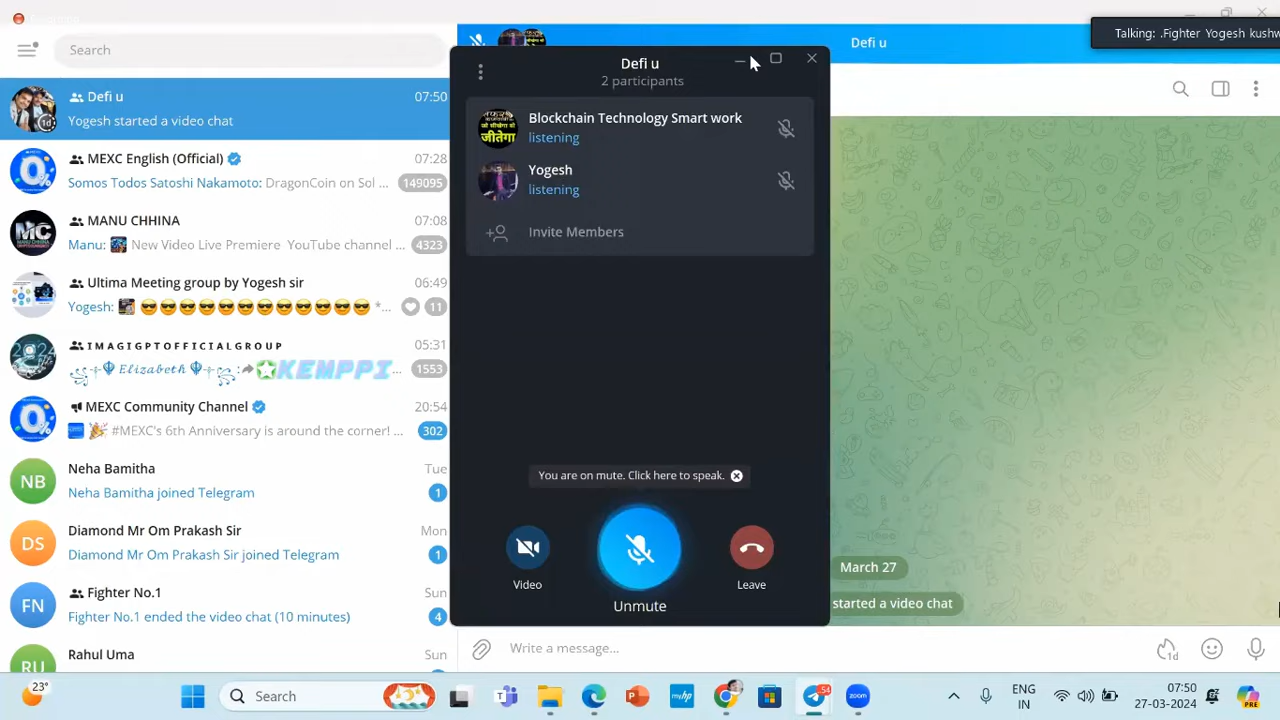 Search
Defi u
07:50
Yogesh started a video chat
MEXC English (Official)
07:28
Somos Todos Satoshi Nakamoto: DragonCoin on Sol ...
149095
MANU CHHINA
07:08
Manu: New Video Live Premiere YouTube channel ...
4323
Ultima Meeting group by Yogesh sir
06:49
Yogesh: 😎😎😎😎😎😎😎😎😎😎😎😎 *...
11
I M A G I G P T O F F I C I A L G R O U P
05:31
Elizabeth : KEMPPI...
1553
MEXC Community Channel
20:54
#MEXC's 6th Anniversary is around the corner! ...
302
NB
Neha Bamitha
Tue
Neha Bamitha joined Telegram
1
DS
Diamond Mr Om Prakash Sir
Mon
Diamond Mr Om Prakash Sir joined Telegram
1
FN
Fighter No.1
Sun
Fighter No.1 ended the video chat (10 minutes)
4
RU
Rahul Uma
Sun
Defi u
2 participants
जो सीखेगा वो
जीतेगा
Blockchain Technology Smart work
listening
Yogesh
listening
Invite Members
You are on mute. Click here to speak.
Video
Unmute
Leave
Defi u
Talking: .Fighter Yogesh kushw
March 27
started a video chat
Write a message...
1d
23°
Search
myhp
54
zoom
ENG
IN
07:50
27-03-2024
PRE